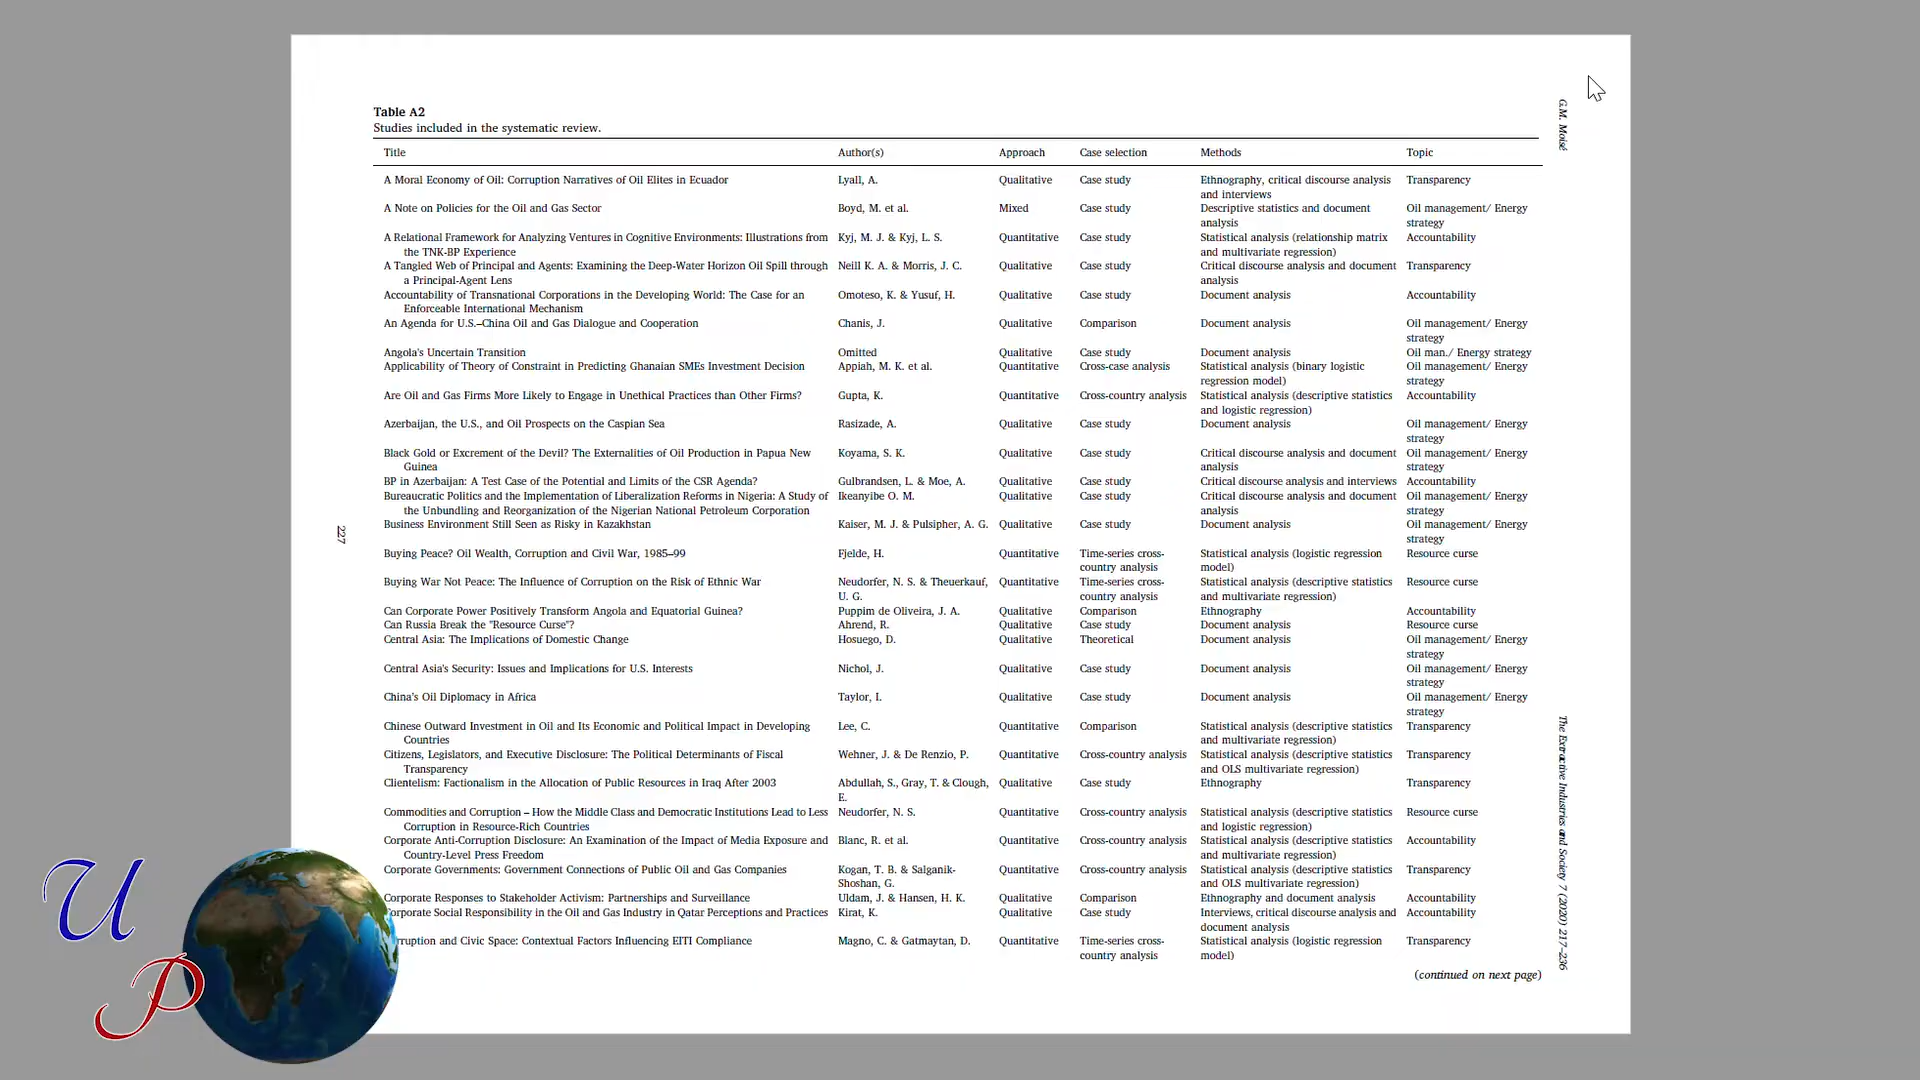 Table A2
Studies included in the systematic review.
Title Author(s) Approach Case selection Methods Topic
A Moral Economy of Oil: Corruption Narratives of Oil Elites in Ecuador Lyall, A. Qualitative Case study Ethnography, critical discourse analysis Transparency
and interviews
A Note on Policies for the Oil and Gas Sector Boyd, M. et al. Mixed Case study Descriptive statistics and document Oil management/ Energy
analysis strategy
A Relational Framework for Analyzing Ventures in Cognitive Environments: Illustrations from Kyj, M. J. & Kyj, L. S. Quantitative Case study Statistical analysis (relationship matrix Accountability
the TNK-BP Experience and multivariate regression)
A Tangled Web of Principal and Agents: Examining the Deep-Water Horizon Oil Spill through Neill K. A. & Morris, J. C. Qualitative Case study Critical discourse analysis and document Transparency
a Principal-Agent Lens analysis
Accountability of Transnational Corporations in the Developing World: The Case for an Omoteso, K. & Yusuf, H. Qualitative Case study Document analysis Accountability
Enforceable International Mechanism
An Agenda for U.S.–China Oil and Gas Dialogue and Cooperation Chanis, J. Qualitative Comparison Document analysis Oil management/ Energy
strategy
Angola's Uncertain Transition Omitted Qualitative Case study Document analysis Oil man./ Energy strategy
Applicability of Theory of Constraint in Predicting Ghanaian SMEs Investment Decision Appiah, M. K. et al. Quantitative Cross-case analysis Statistical analysis (binary logistic Oil management/ Energy
regression model) strategy
Are Oil and Gas Firms More Likely to Engage in Unethical Practices than Other Firms? Gupta, K. Quantitative Cross-country analysis Statistical analysis (descriptive statistics Accountability
and logistic regression)
Azerbaijan, the U.S., and Oil Prospects on the Caspian Sea Rasizade, A. Qualitative Case study Document analysis Oil management/ Energy
strategy
Black Gold or Excrement of the Devil? The Externalities of Oil Production in Papua New Koyama, S. K. Qualitative Case study Critical discourse analysis and document Oil management/ Energy
Guinea analysis strategy
BP in Azerbaijan: A Test Case of the Potential and Limits of the CSR Agenda? Gulbrandsen, L. & Moe, A. Qualitative Case study Critical discourse analysis and interviews Accountability
Bureaucratic Politics and the Implementation of Liberalization Reforms in Nigeria: A Study of Ikeanyibe O. M. Qualitative Case study Critical discourse analysis and document Oil management/ Energy
the Unbundling and Reorganization of the Nigerian National Petroleum Corporation analysis strategy
Business Environment Still Seen as Risky in Kazakhstan Kaiser, M. J. & Pulsipher, A. G. Qualitative Case study Document analysis Oil management/ Energy
strategy
Buying Peace? Oil Wealth, Corruption and Civil War, 1985–99 Fjelde, H. Quantitative Time-series cross- Statistical analysis (logistic regression Resource curse
country analysis model)
Buying War Not Peace: The Influence of Corruption on the Risk of Ethnic War Neudorfer, N. S. & Theuerkauf, Quantitative Time-series cross- Statistical analysis (descriptive statistics Resource curse
U. G. country analysis and multivariate regression)
Can Corporate Power Positively Transform Angola and Equatorial Guinea? Puppim de Oliveira, J. A. Qualitative Comparison Ethnography Accountability
Can Russia Break the "Resource Curse"? Ahrend, R. Qualitative Case study Document analysis Resource curse
Central Asia: The Implications of Domestic Change Hosuego, D. Qualitative Theoretical Document analysis Oil management/ Energy
strategy
Central Asia's Security: Issues and Implications for U.S. Interests Nichol, J. Qualitative Case study Document analysis Oil management/ Energy
strategy
China's Oil Diplomacy in Africa Taylor, I. Qualitative Case study Document analysis Oil management/ Energy
strategy
Chinese Outward Investment in Oil and Its Economic and Political Impact in Developing Lee, C. Quantitative Comparison Statistical analysis (descriptive statistics Transparency
Countries and multivariate regression)
Citizens, Legislators, and Executive Disclosure: The Political Determinants of Fiscal Wehner, J. & De Renzio, P. Quantitative Cross-country analysis Statistical analysis (descriptive statistics Transparency
Transparency and OLS multivariate regression)
Clientelism: Factionalism in the Allocation of Public Resources in Iraq After 2003 Abdullah, S., Gray, T. & Clough, Qualitative Case study Ethnography Transparency
E.
Commodities and Corruption – How the Middle Class and Democratic Institutions Lead to Less Neudorfer, N. S. Quantitative Cross-country analysis Statistical analysis (descriptive statistics Resource curse
Corruption in Resource-Rich Countries and logistic regression)
Corporate Anti-Corruption Disclosure: An Examination of the Impact of Media Exposure and Blanc, R. et al. Quantitative Cross-country analysis Statistical analysis (descriptive statistics Accountability
Country-Level Press Freedom and multivariate regression)
Corporate Governments: Government Connections of Public Oil and Gas Companies Kogan, T. B. & Salganik- Quantitative Cross-country analysis Statistical analysis (descriptive statistics Transparency
Shoshan, G. and OLS multivariate regression)
Corporate Responses to Stakeholder Activism: Partnerships and Surveillance Uldam, J. & Hansen, H. K. Qualitative Comparison Ethnography and document analysis Accountability
orporate Social Responsibility in the Oil and Gas Industry in Qatar Perceptions and Practices Kirat, K. Qualitative Case study Interviews, critical discourse analysis and Accountability
document analysis
rruption and Civic Space: Contextual Factors Influencing EITI Compliance Magno, C. & Gatmaytan, D. Quantitative Time-series cross- Statistical analysis (logistic regression Transparency
country analysis model)
(continued on next page)
227
G.M. Moisé
The Extractive Industries and Society 7 (2020) 217–236
U
P